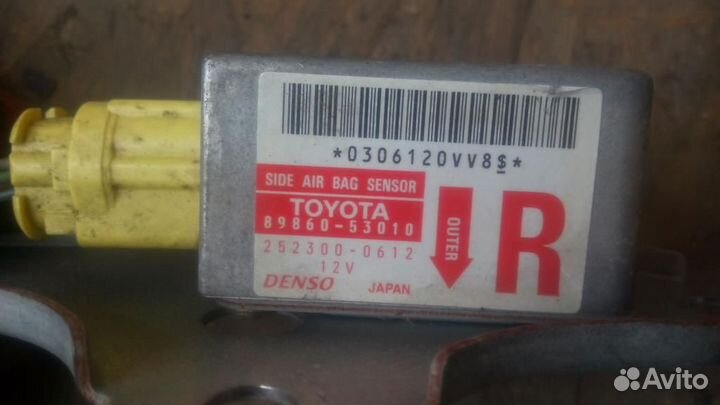 *0306120VV8$*
SIDE AIR BAG SENSOR
TOYOTA
89860-53010
252300-0612
12V
DENSO JAPAN
OUTER
R
Avito